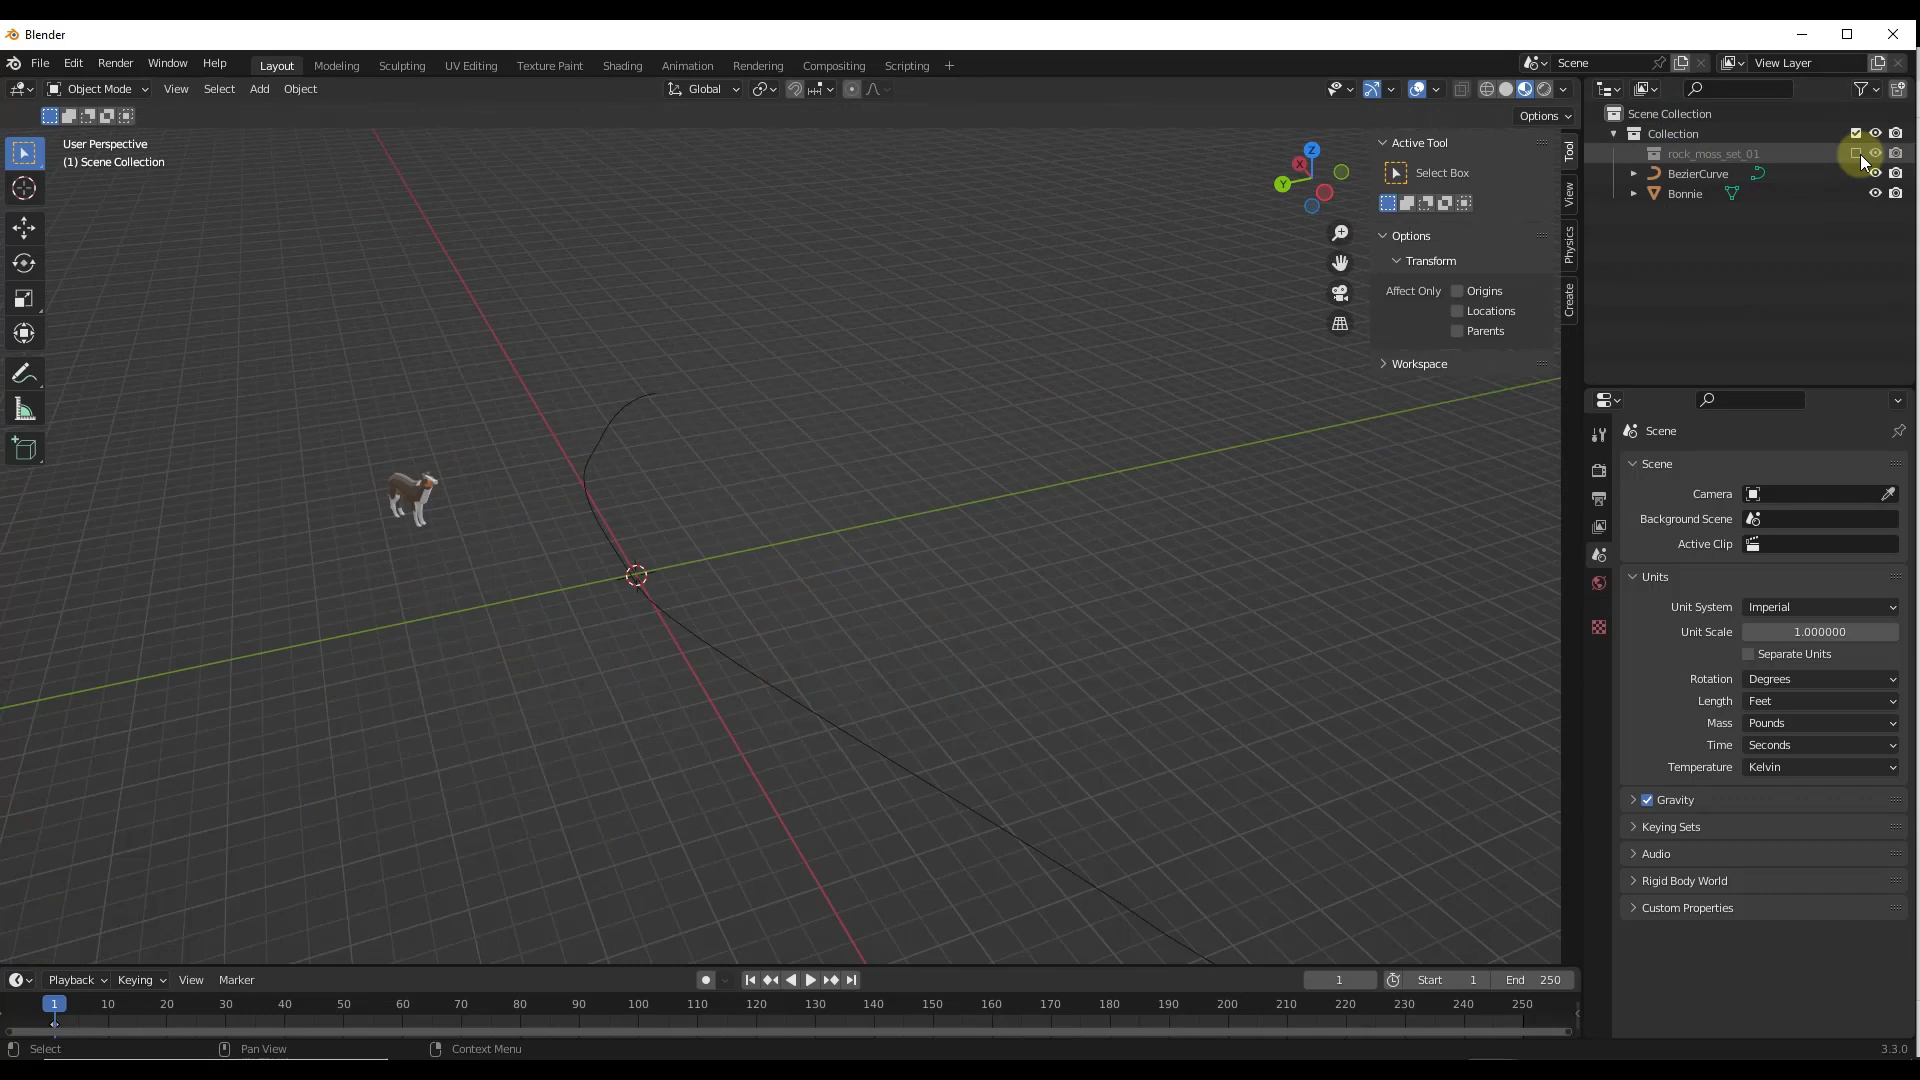 Blender
File Edit Render Window Help Layout Modeling Sculpting UV Editing Texture Paint Shading Animation Rendering Compositing Scripting + Scene View Layer
Object Mode View Select Add Object Global
Options
User Perspective
(1) Scene Collection
Z
X
Y
Active Tool
Select Box
Options
Transform
Affect Only Origins
Locations
Parents
Workspace
Tool
View
Physics
Create
Scene Collection
Collection
rock_moss_set_01
BezierCurve
Bonnie
Scene
Scene
Camera
Background Scene
Active Clip
Units
Unit System Imperial
Unit Scale 1.000000
Separate Units
Rotation Degrees
Length Feet
Mass Pounds
Time Seconds
Temperature Kelvin
Gravity
Keying Sets
Audio
Rigid Body World
Custom Properties
Playback Keying View Marker 1 Start 1 End 250
1 10 20 30 40 50 60 70 80 90 100 110 120 130 140 150 160 170 180 190 200 210 220 230 240 250
Select Pan View Context Menu 3.3.0